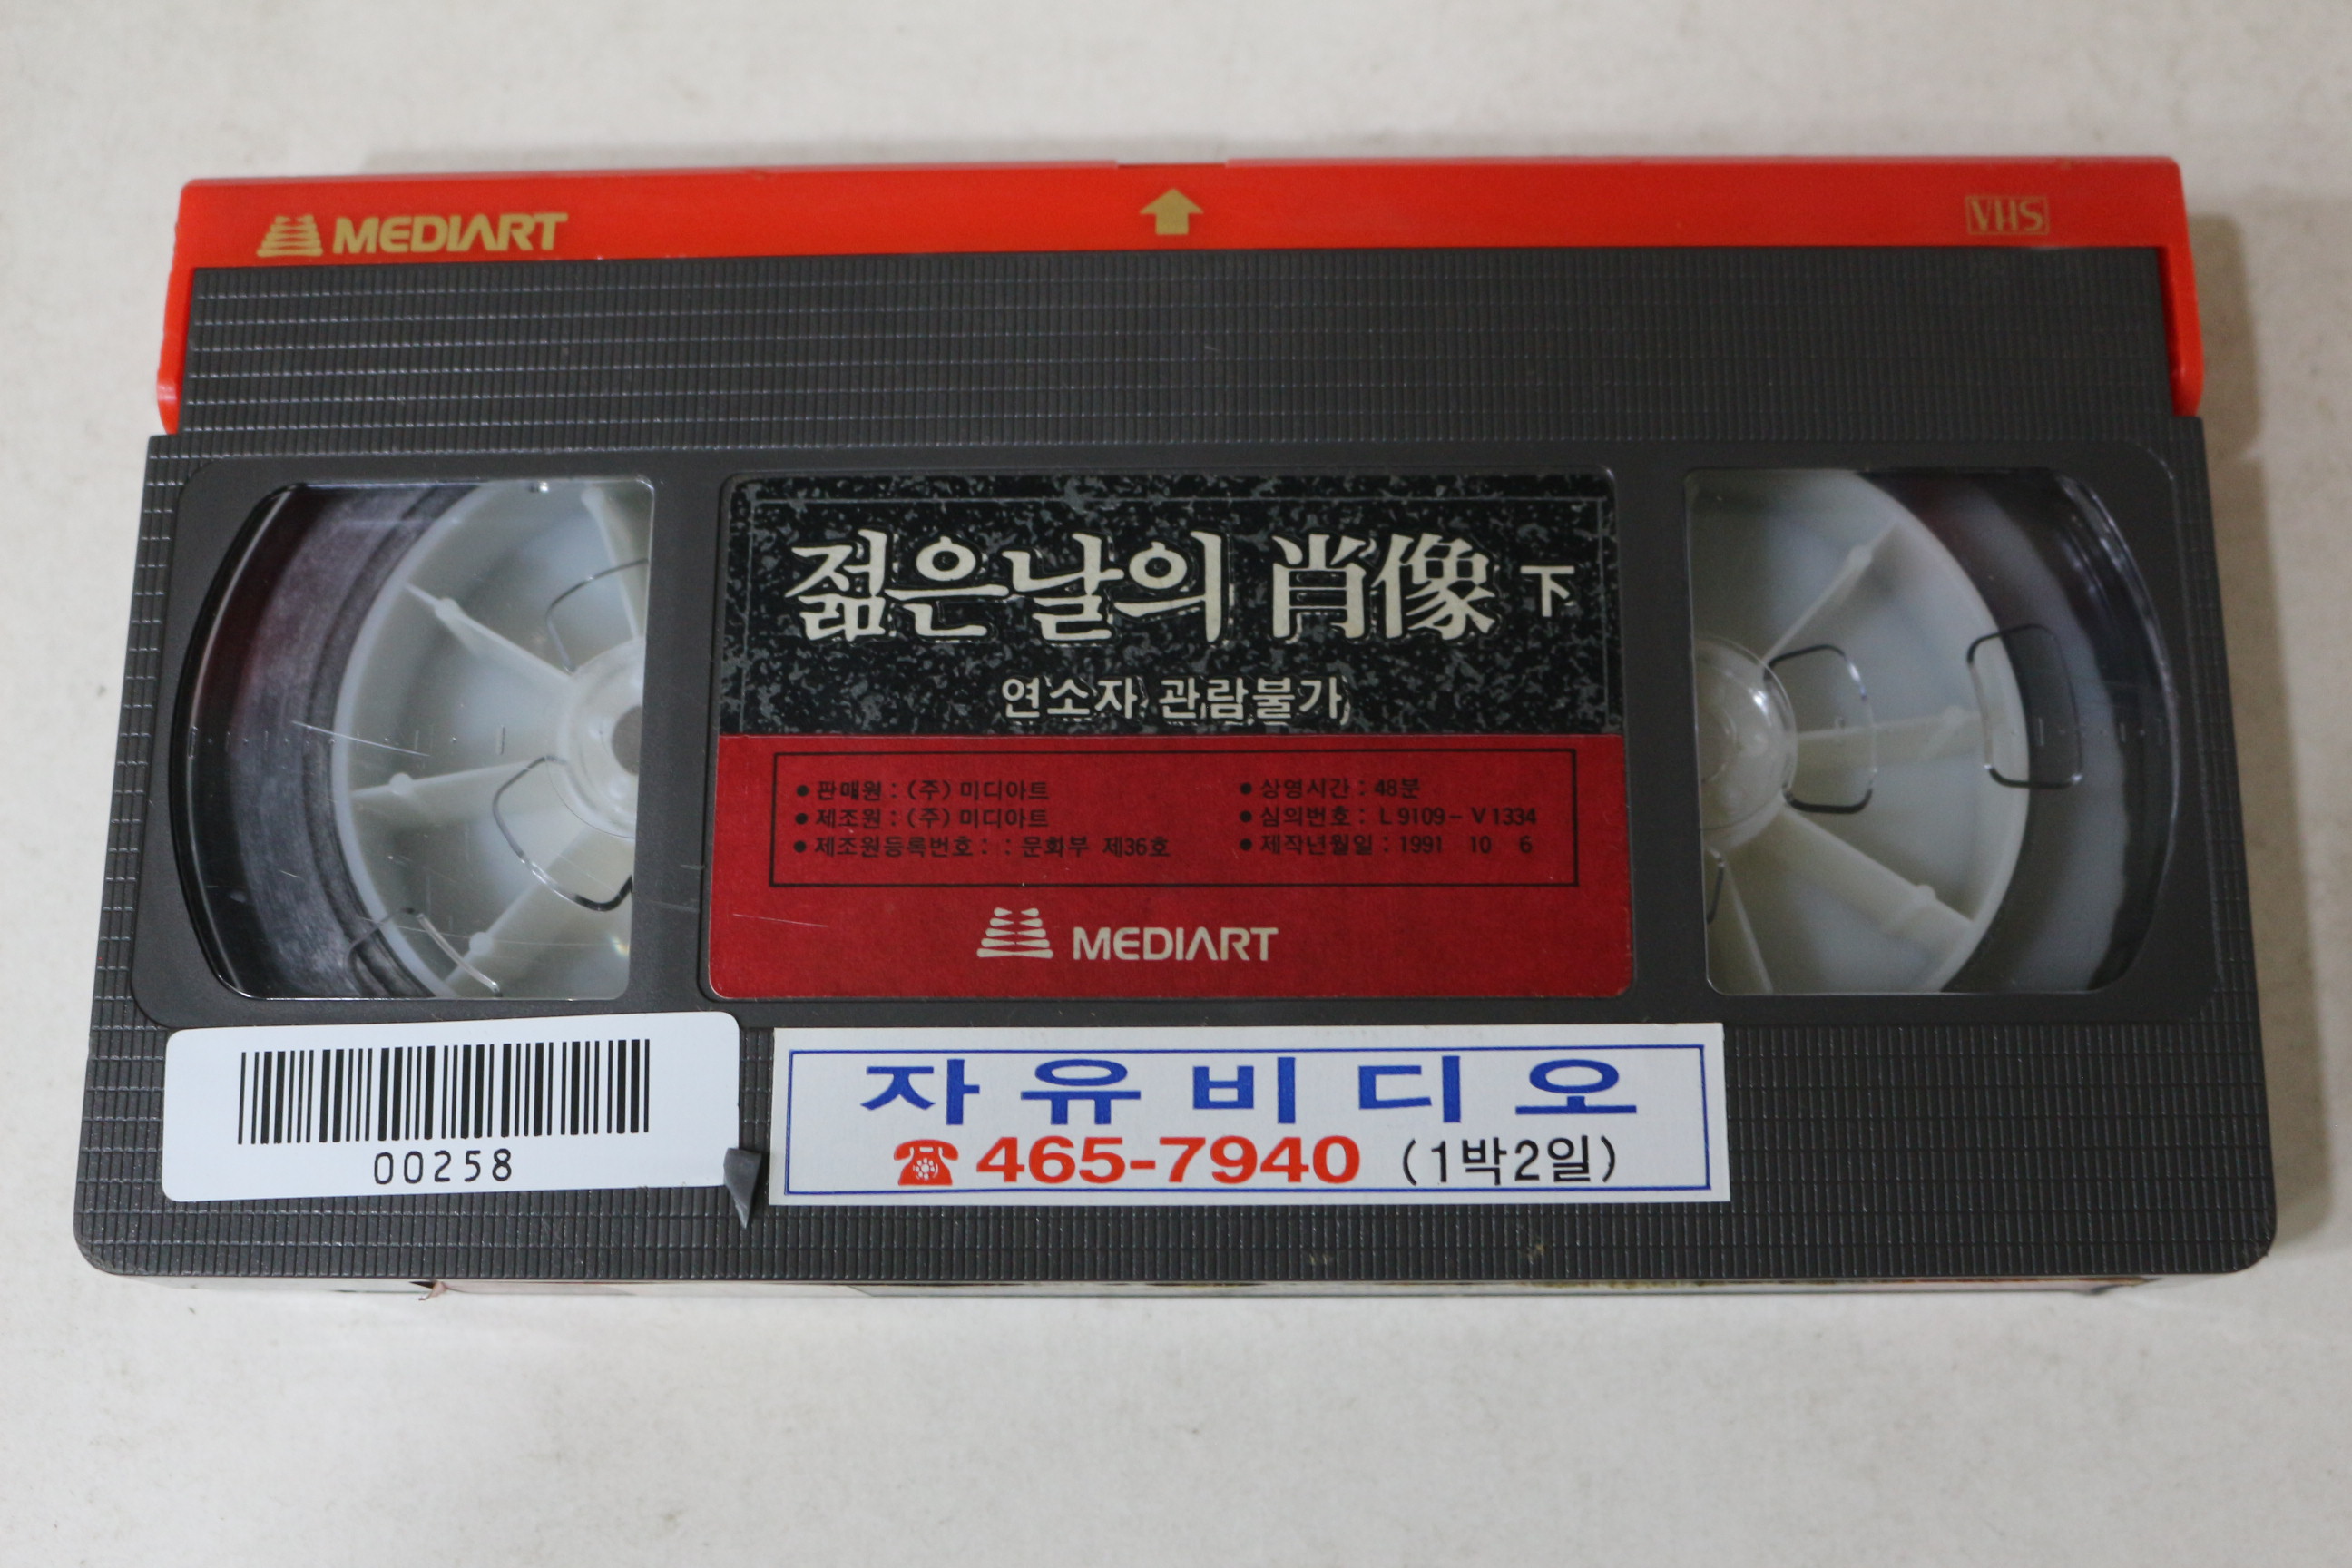 MEDIART
VHS
젊은날의 肖像 下
연소자 관람불가
● 판매원 : (주) 미디아트
● 제조원 : (주) 미디아트
● 제조원등록번호 : : 문화부 제36호
● 상영시간 : 48분
● 심의번호 : L 9109 - V 1334
● 제작년월일 : 1991 10 6
MEDIART
00258
자유비디오
☎ 465-7940 (1박2일)